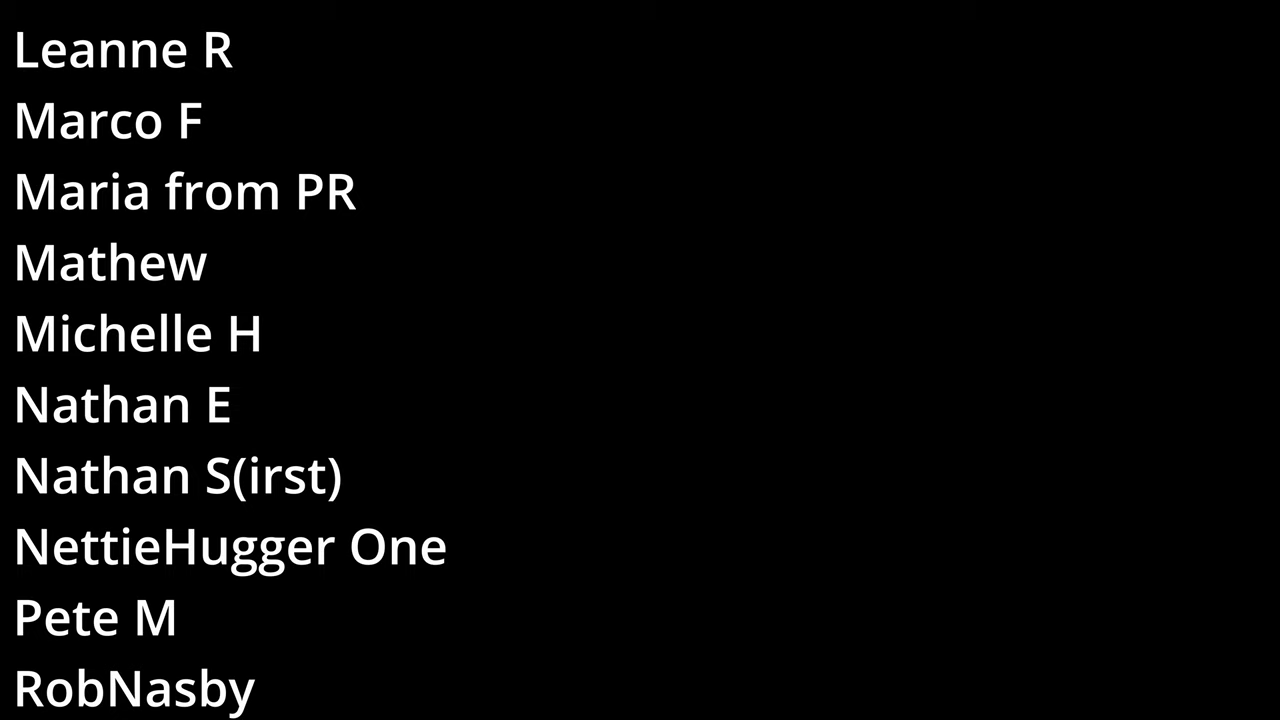 Leanne R
Marco F
Maria from PR
Mathew
Michelle H
Nathan E
Nathan S(irst)
NettieHugger One
Pete M
RobNasby